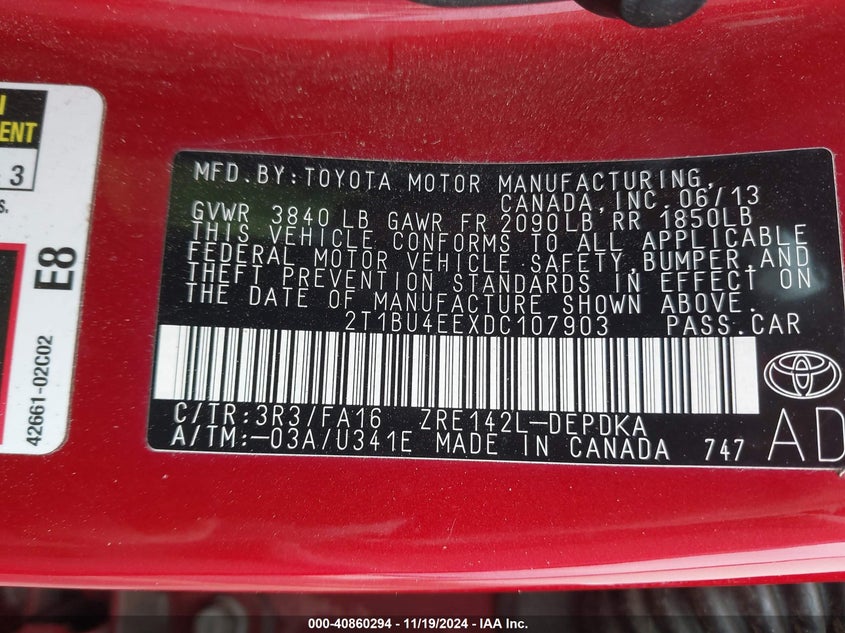 MENT
3
s.
E8
42661-02C02
MFD.BY:TOYOTA MOTOR MANUFACTURING,
CANADA,INC.06/13
GVWR 3840 LB GAWR FR 2090LB RR 1850LB
THIS VEHICLE CONFORMS TO ALL APPLICABLE
FEDERAL MOTOR VEHICLE SAFETY,BUMPER,AND
THEFT PREVENTION STANDARDS IN EFFECT ON
THE DATE OF MANUFACTURE SHOWN ABOVE.
2T1BU4EEXDC107903 PASS.CAR
C/TR:3R3/FA16 ZRE142L-DEPDKA
A/TM:-03A/U341E MADE IN CANADA 747
AD
000-40860294 - 11/19/2024 - IAA Inc.